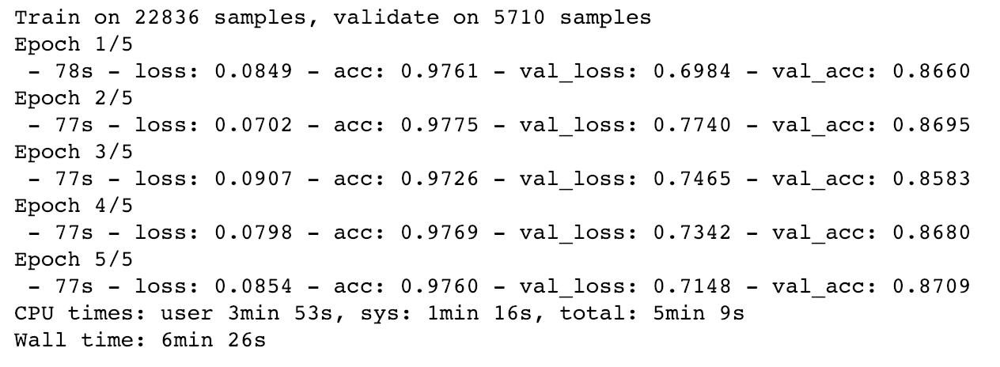 Train on 22836 samples, validate on 5710 samples
Epoch 1/5
 - 78s - loss: 0.0849 - acc: 0.9761 - val_loss: 0.6984 - val_acc: 0.8660
Epoch 2/5
 - 77s - loss: 0.0702 - acc: 0.9775 - val_loss: 0.7740 - val_acc: 0.8695
Epoch 3/5
 - 77s - loss: 0.0907 - acc: 0.9726 - val_loss: 0.7465 - val_acc: 0.8583
Epoch 4/5
 - 77s - loss: 0.0798 - acc: 0.9769 - val_loss: 0.7342 - val_acc: 0.8680
Epoch 5/5
 - 77s - loss: 0.0854 - acc: 0.9760 - val_loss: 0.7148 - val_acc: 0.8709
CPU times: user 3min 53s, sys: 1min 16s, total: 5min 9s
Wall time: 6min 26s